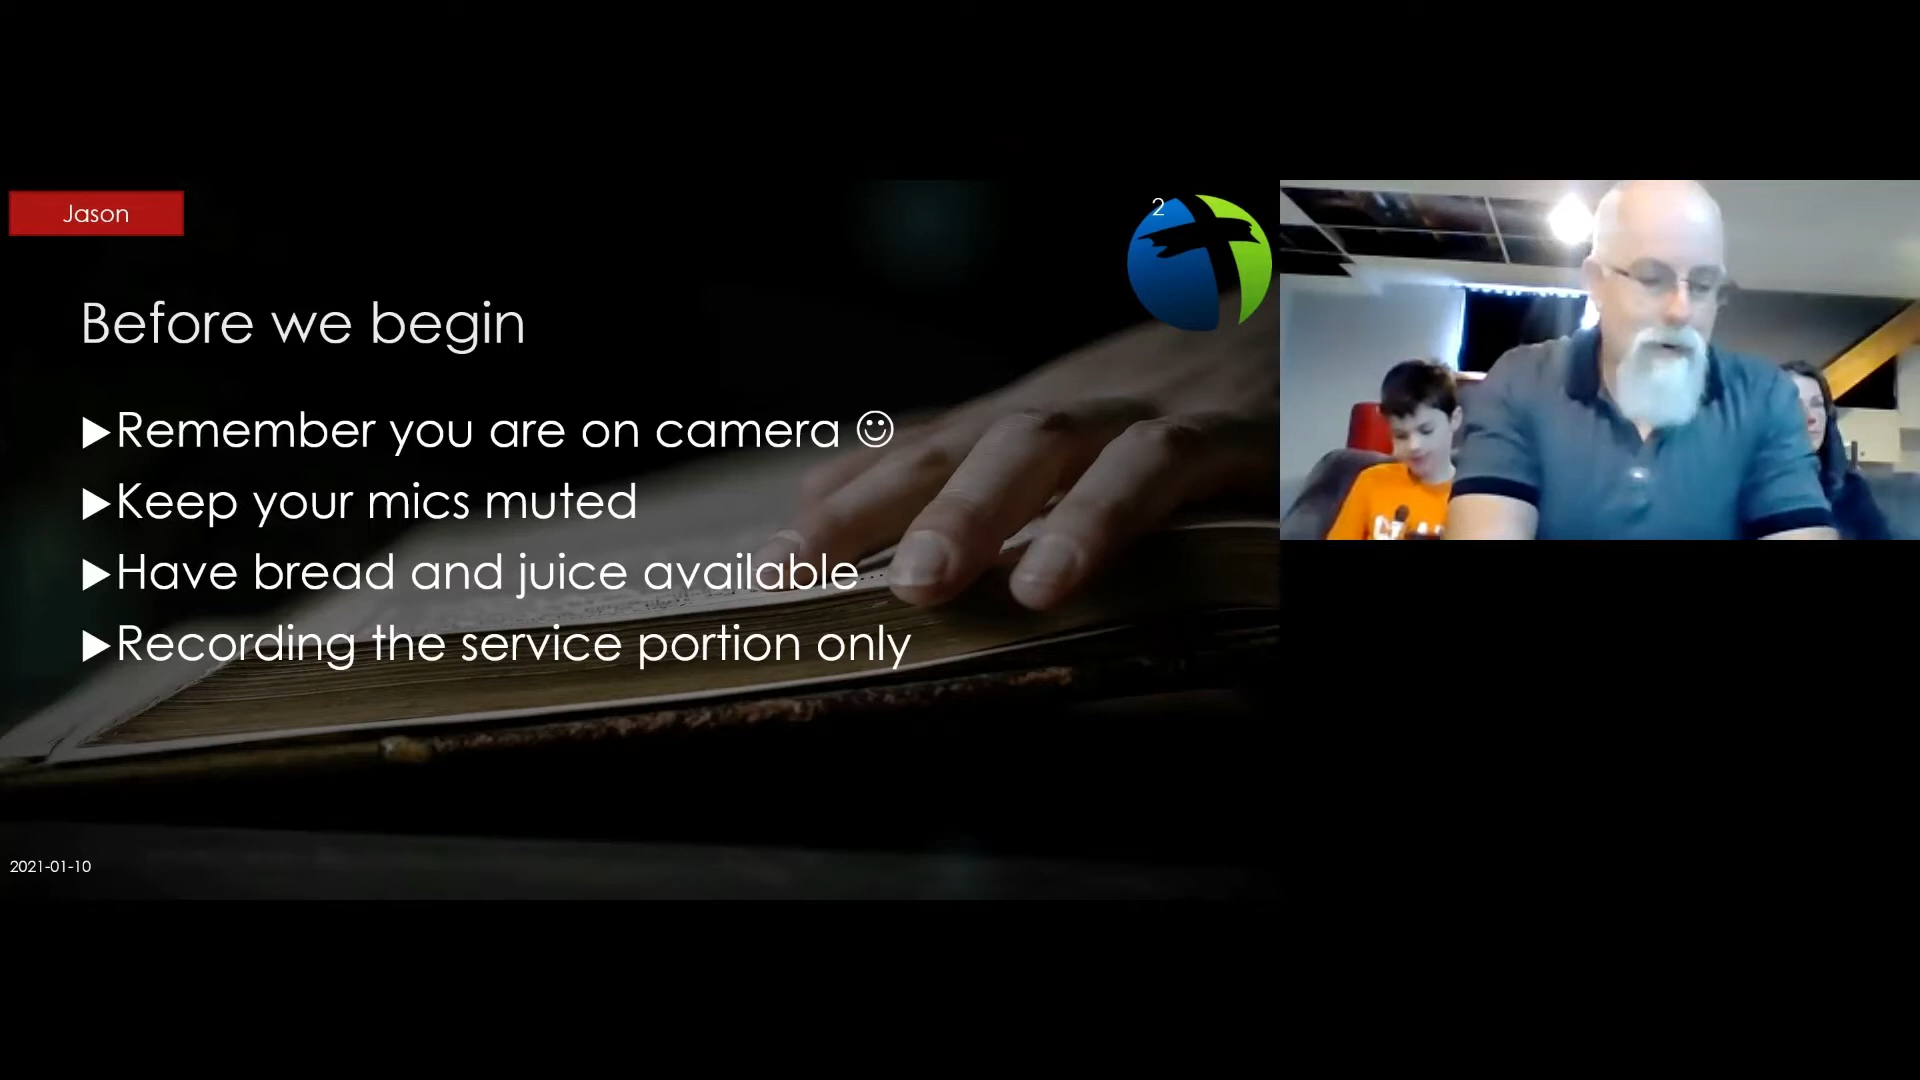 Jason
2
Before we begin
▶Remember you are on camera ☺
▶Keep your mics muted
▶Have bread and juice available
▶Recording the service portion only
2021-01-10